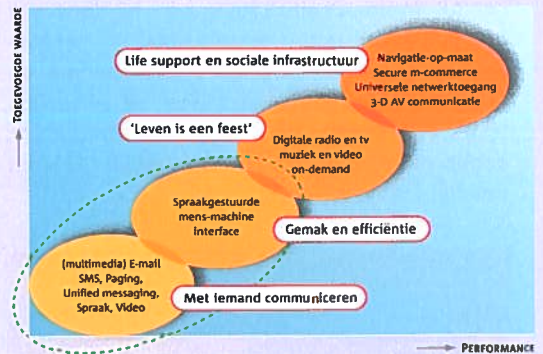 TOEGEVOEGDE WAARDE
Life support en sociale infrastructuur
Navigatie-op-maat
Secure m-commerce
Universele netwerktoegang
3-D AV communicatie
'Leven is een feest'
Digitale radio en tv
muziek en video
on-demand
Spraakgestuurde
mens-machine
interface
Gemak en efficiëntie
(multimedia) E-mail
SMS, Paging,
Unified messaging,
Spraak, Video
Met iemand communiceren
PERFORMANCE